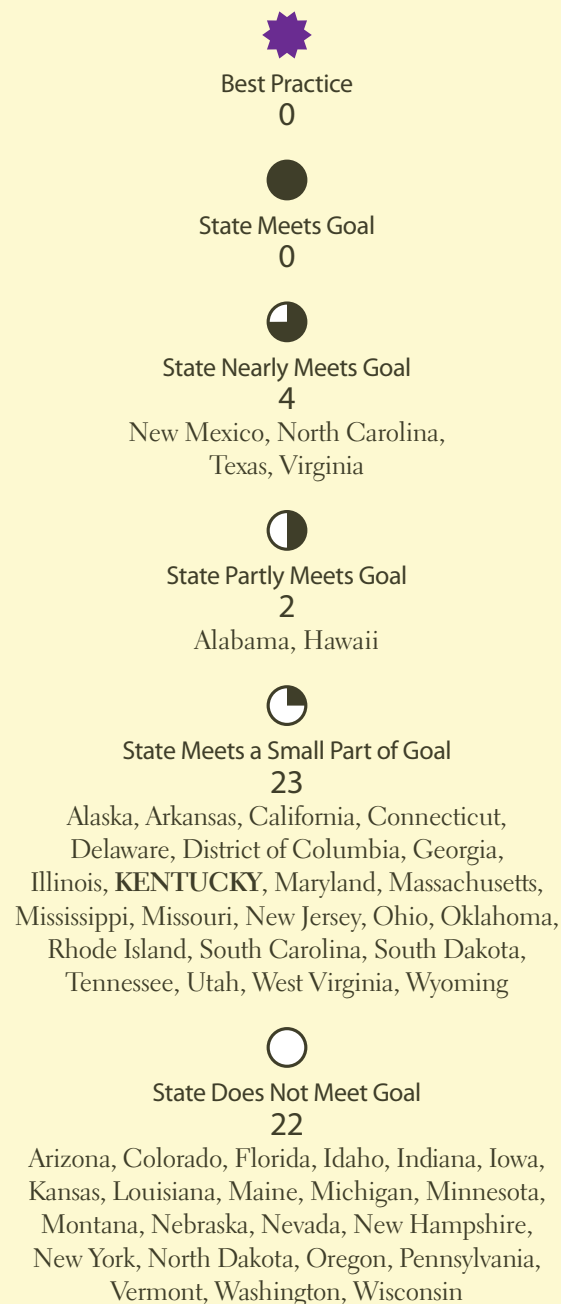 Best Practice
0
State Meets Goal
0
State Nearly Meets Goal
4
New Mexico, North Carolina,
Texas, Virginia
State Partly Meets Goal
2
Alabama, Hawaii
State Meets a Small Part of Goal
23
Alaska, Arkansas, California, Connecticut,
Delaware, District of Columbia, Georgia,
Illinois, KENTUCKY, Maryland, Massachusetts,
Mississippi, Missouri, New Jersey, Ohio, Oklahoma,
Rhode Island, South Carolina, South Dakota,
Tennessee, Utah, West Virginia, Wyoming
State Does Not Meet Goal
22
Arizona, Colorado, Florida, Idaho, Indiana, Iowa,
Kansas, Louisiana, Maine, Michigan, Minnesota,
Montana, Nebraska, Nevada, New Hampshire,
New York, North Dakota, Oregon, Pennsylvania,
Vermont, Washington, Wisconsin